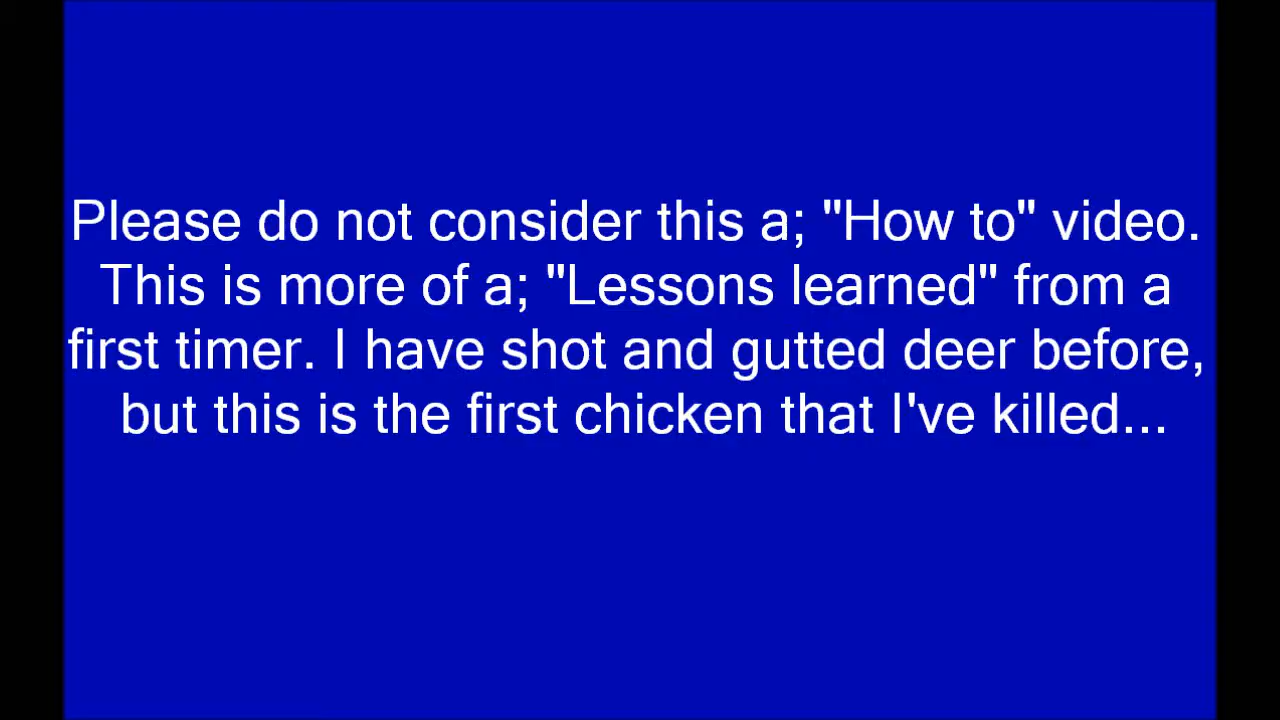 Please do not consider this a; "How to" video.
This is more of a; "Lessons learned" from a
first timer. I have shot and gutted deer before,
but this is the first chicken that I've killed...